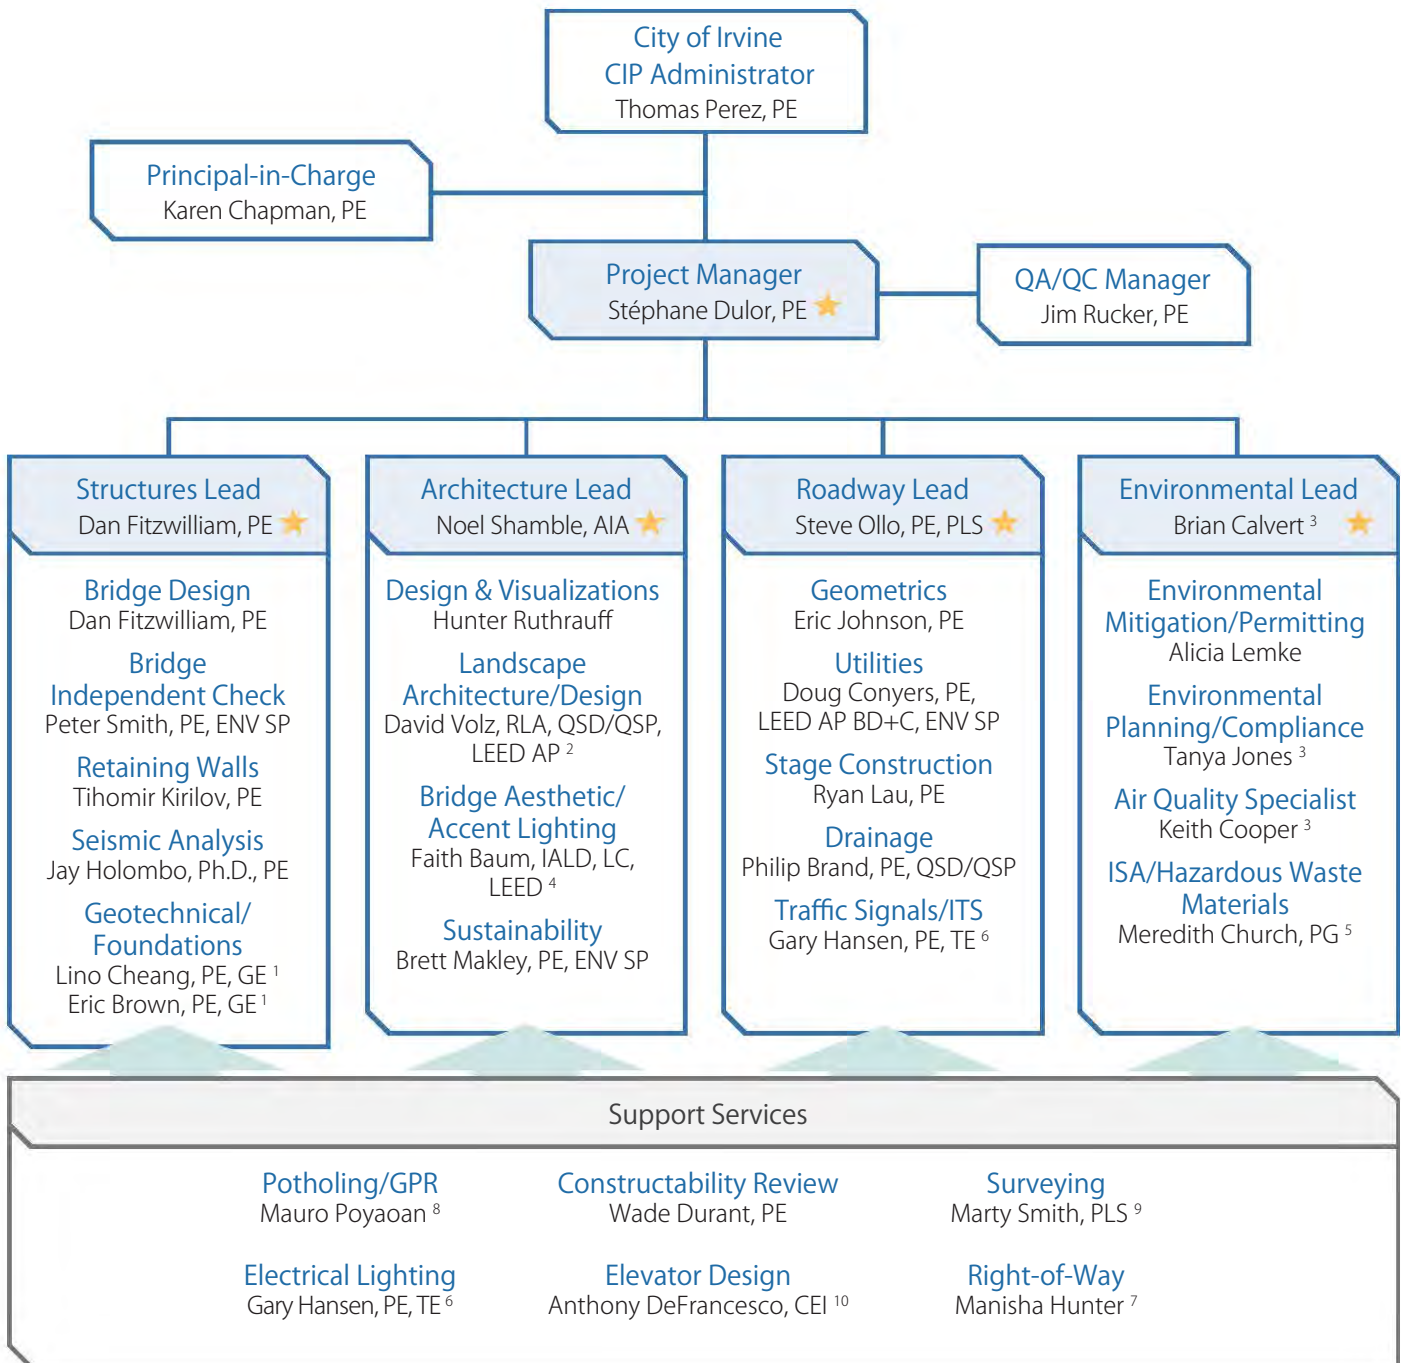 City of Irvine
CIP Administrator
Thomas Perez, PE
Principal-in-Charge
Karen Chapman, PE
Project Manager
Stéphane Dulor, PE
QA/QC Manager
Jim Rucker, PE
Structures Lead
Dan Fitzwilliam, PE
Bridge Design
Dan Fitzwilliam, PE
Bridge
Independent Check
Peter Smith, PE, ENV SP
Retaining Walls
Tihomir Kirilov, PE
Seismic Analysis
Jay Holombo, Ph.D., PE
Geotechnical/
Foundations
Lino Cheang, PE, GE 1
Eric Brown, PE, GE 1
Architecture Lead
Noel Shamble, AIA
Design & Visualizations
Hunter Ruthrauff
Landscape
Architecture/Design
David Volz, RLA, QSD/QSP,
LEED AP 2
Bridge Aesthetic/
Accent Lighting
Faith Baum, IALD, LC,
LEED 4
Sustainability
Brett Makley, PE, ENV SP
Roadway Lead
Steve Ollo, PE, PLS
Geometrics
Eric Johnson, PE
Utilities
Doug Conyers, PE,
LEED AP BD+C, ENV SP
Stage Construction
Ryan Lau, PE
Drainage
Philip Brand, PE, QSD/QSP
Traffic Signals/ITS
Gary Hansen, PE, TE 6
Environmental Lead
Brian Calvert 3
Environmental
Mitigation/Permitting
Alicia Lemke
Environmental
Planning/Compliance
Tanya Jones 3
Air Quality Specialist
Keith Cooper 3
ISA/Hazardous Waste
Materials
Meredith Church, PG 5
Support Services
Potholing/GPR
Mauro Poyaoan 8
Constructability Review
Wade Durant, PE
Surveying
Marty Smith, PLS 9
Electrical Lighting
Gary Hansen, PE, TE 6
Elevator Design
Anthony DeFrancesco, CEI 10
Right-of-Way
Manisha Hunter 7